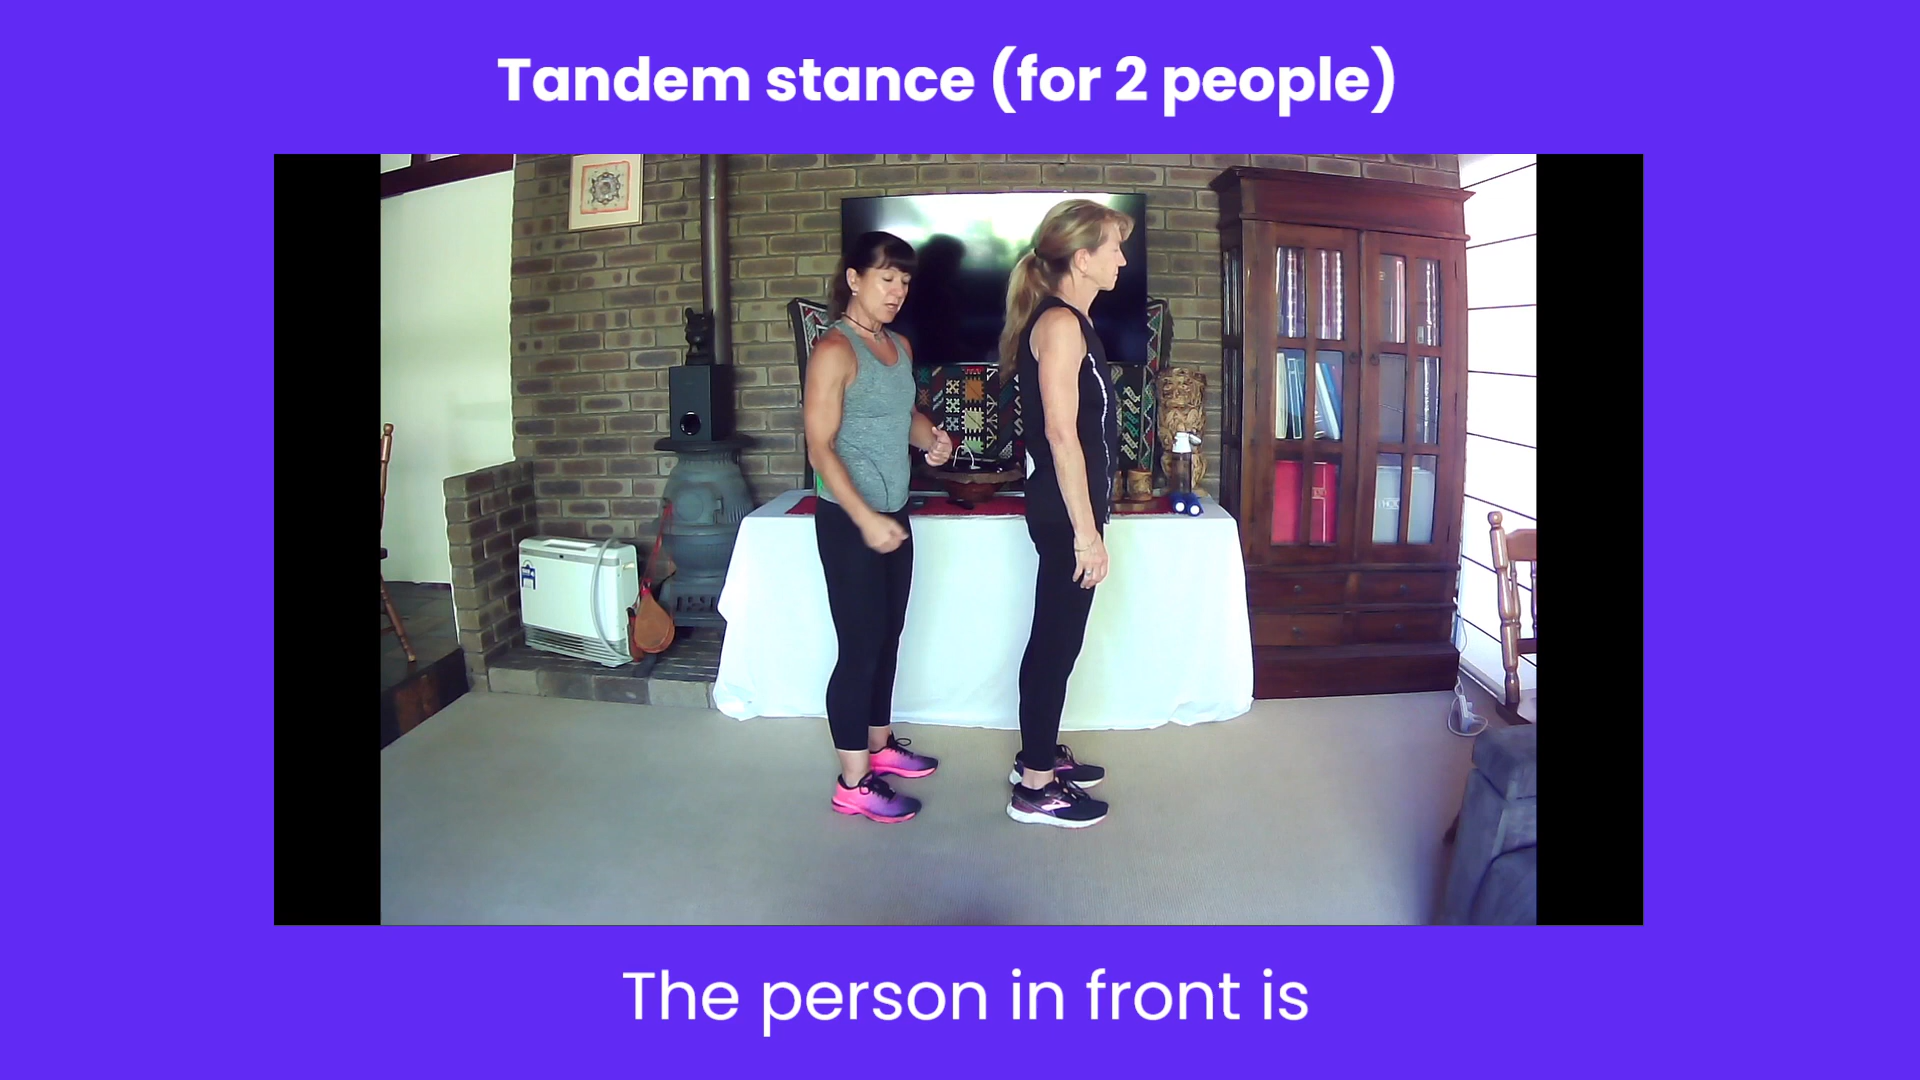 Tandem stance (for 2 people)
The person in front is